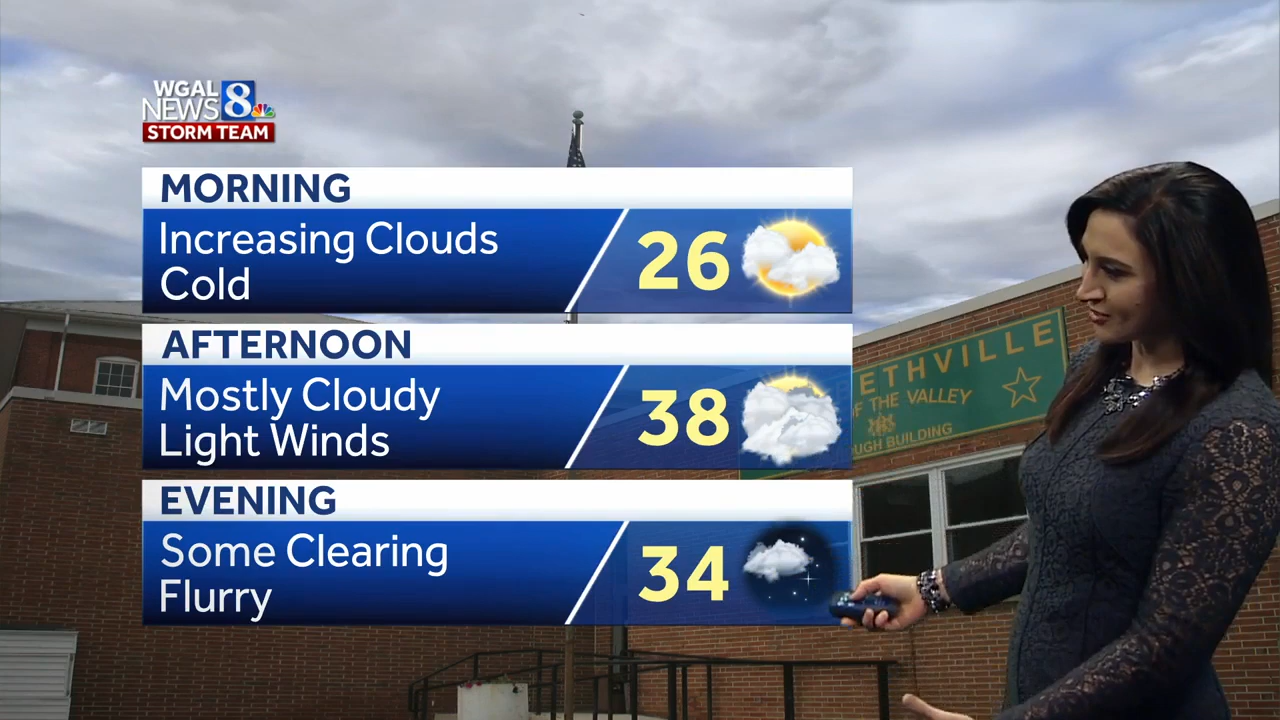 WGAL
NEWS 8
STORM TEAM
MORNING
Increasing Clouds
Cold
26
AFTERNOON
Mostly Cloudy
Light Winds
38
EVENING
Some Clearing
Flurry
34
ETHVILLE
OF THE VALLEY
UGH BUILDING